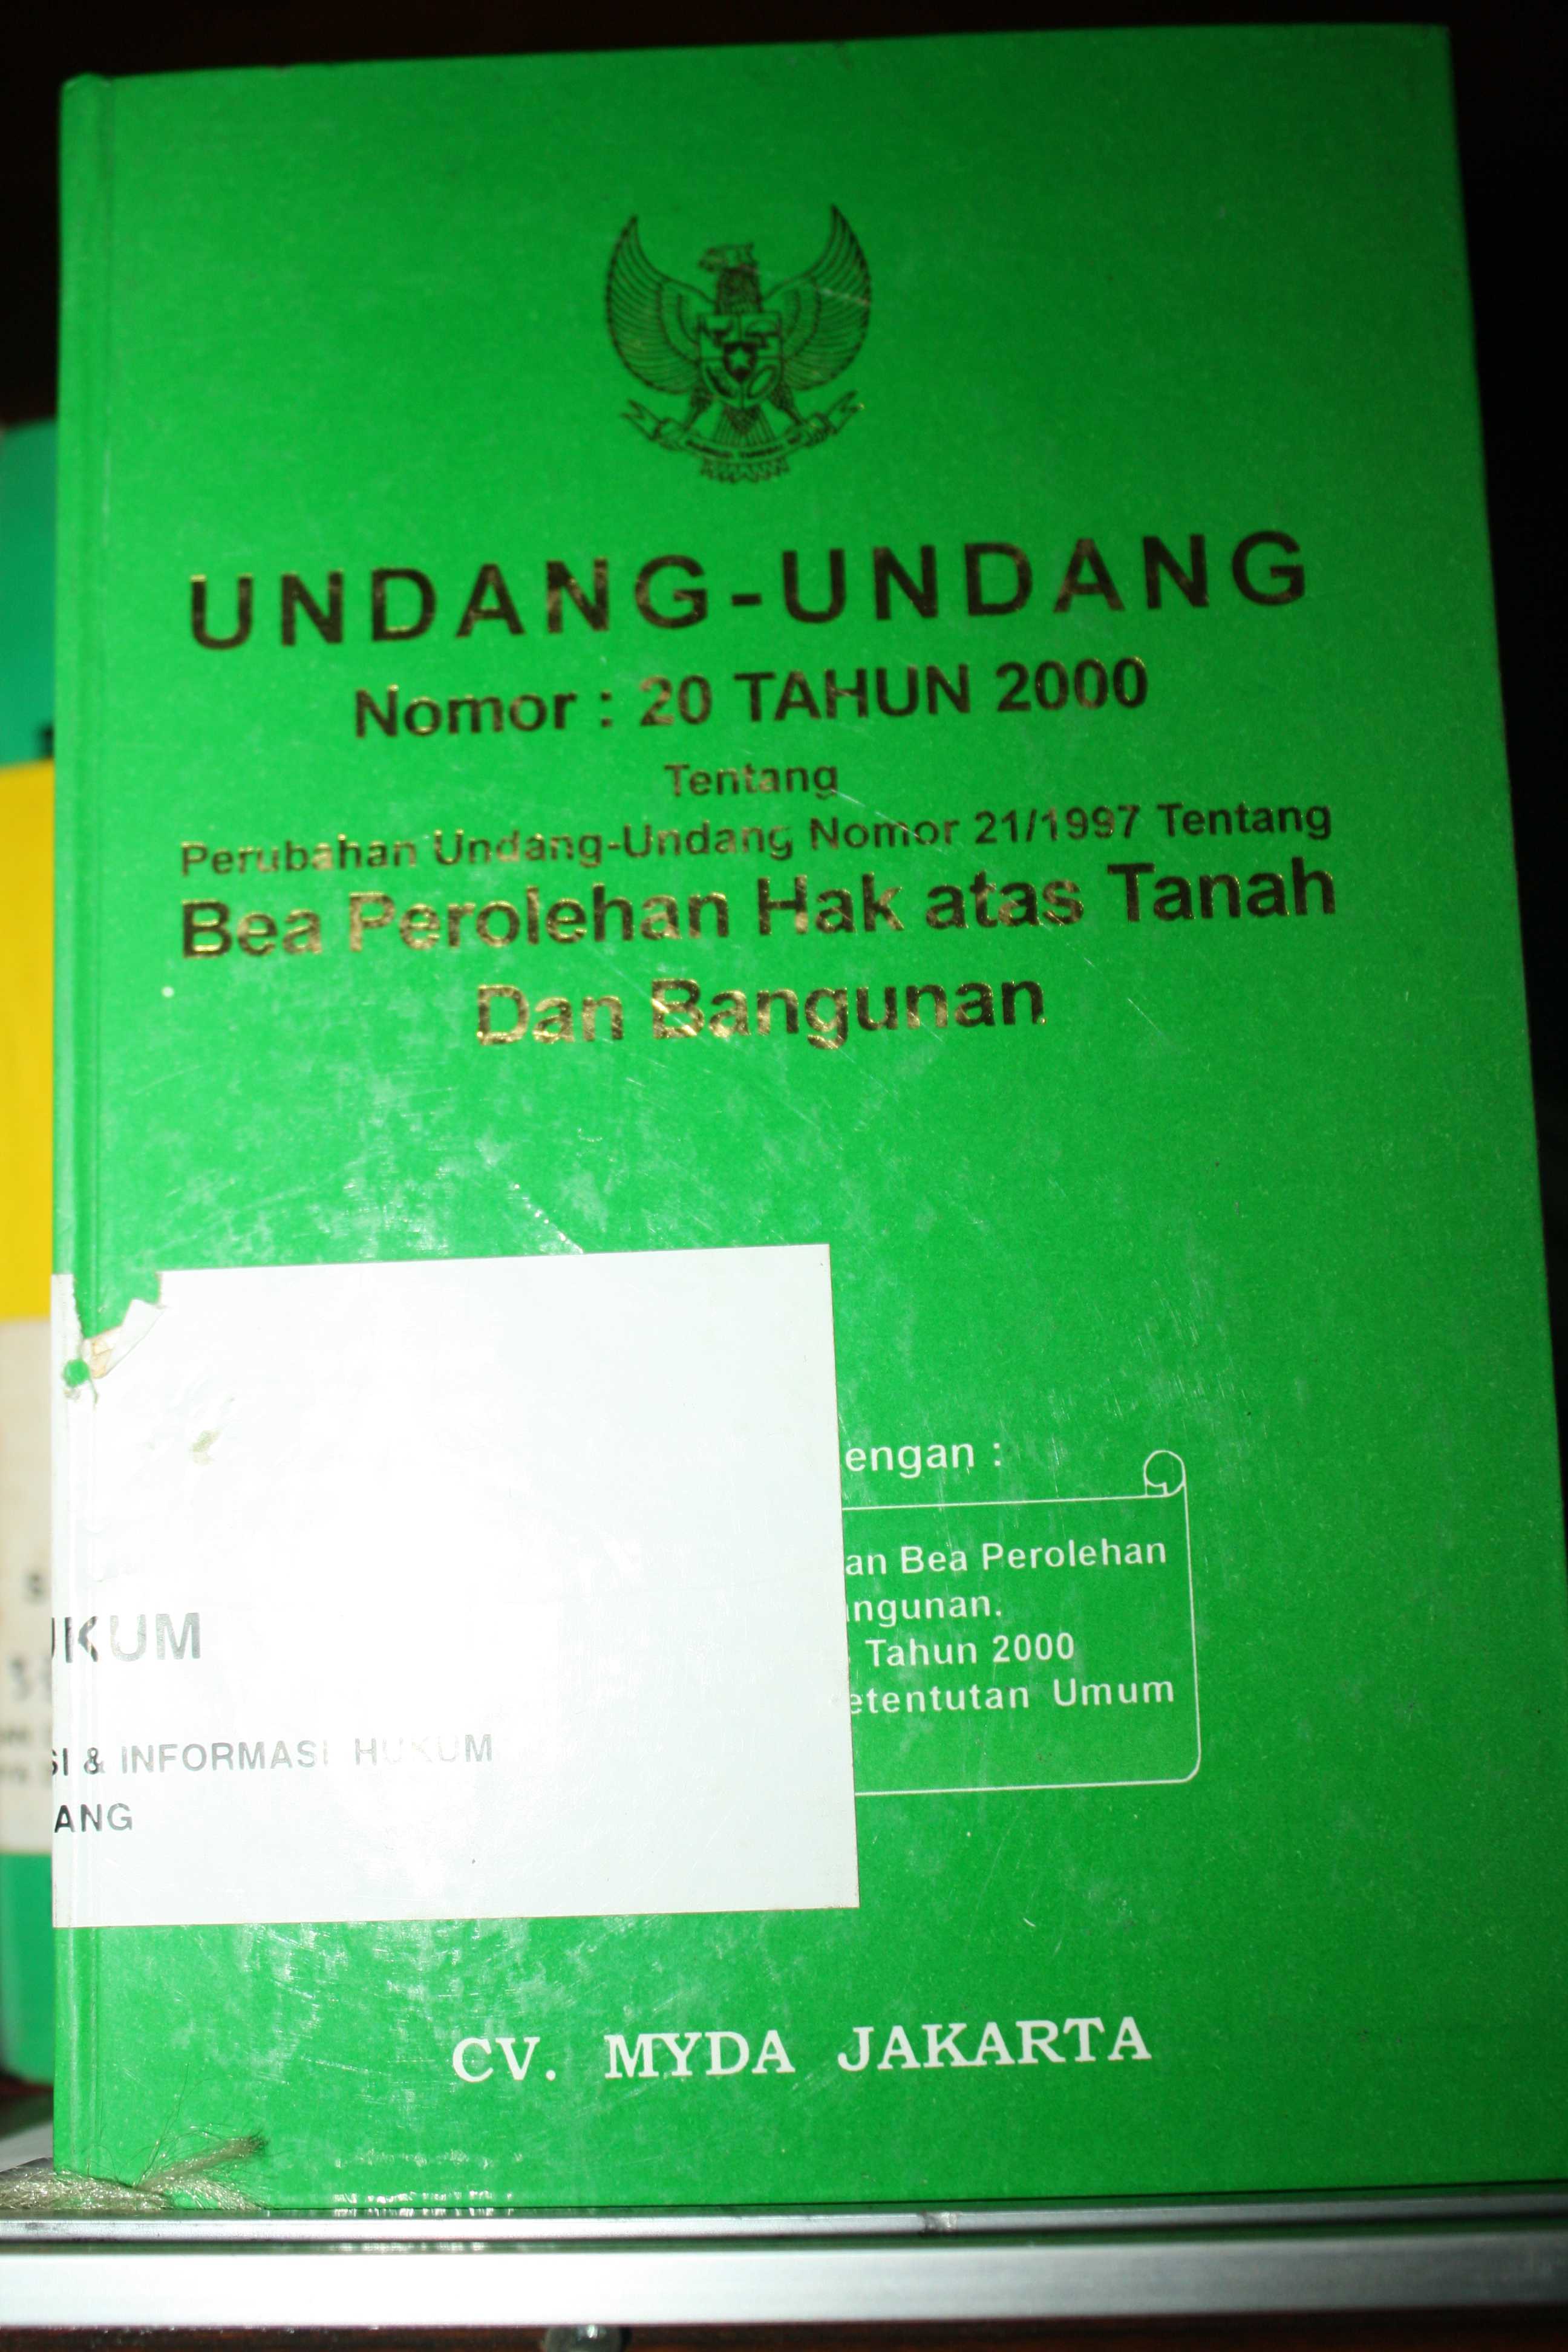 UNDANG-UNDANG
Nomor : 20 TAHUN 2000
Tentang
Perubahan Undang-Undang Nomor 21/1997 Tentang
Bea Perolehan Hak atas Tanah
Dan Bangunan
engan :
an Bea Perolehan
ngunan.
Tahun 2000
etentutan Umum
UKUM
SI & INFORMASI HUKUM
ANG
CV. MYDA JAKARTA